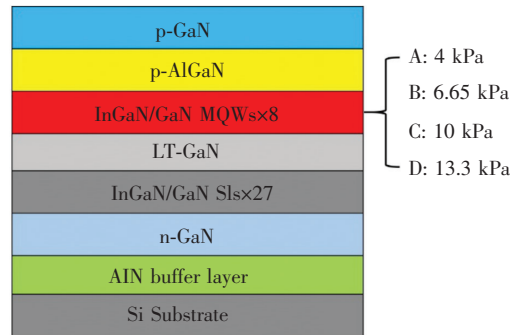 p-GaN
p-AlGaN
InGaN/GaN MQWs×8
LT-GaN
InGaN/GaN Sls×27
n-GaN
AIN buffer layer
Si Substrate
A: 4 kPa
B: 6.65 kPa
C: 10 kPa
D: 13.3 kPa